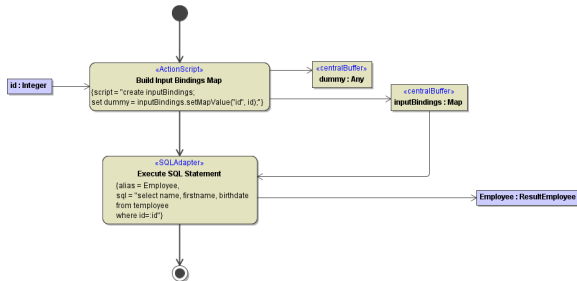 «ActionScript»
Build Input Bindings Map
{script = "create inputBindings;
set dummy = inputBindings.setMapValue("id", id);"}
«centralBuffer»
dummy : Any
id : Integer
«centralBuffer»
inputBindings : Map
«SQLAdapter»
Execute SQL Statement
{alias = Employee,
sql = "select name, firstname, birthdate
from temployee
where id=:id"}
Employee : ResultEmployee